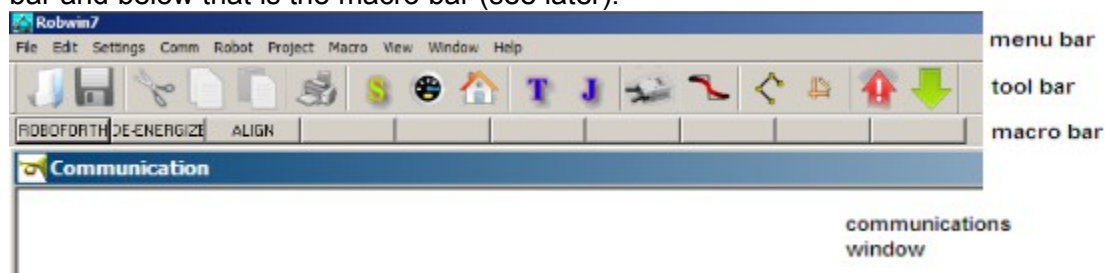 bar and below that is the macro bar (see later).
Robwin7
File Edit Settings Comm Robot Project Macro View Window Help
menu bar
S T J
tool bar
ROBOFORTH DE-ENERGIZE ALIGN
macro bar
Communication
communications
window